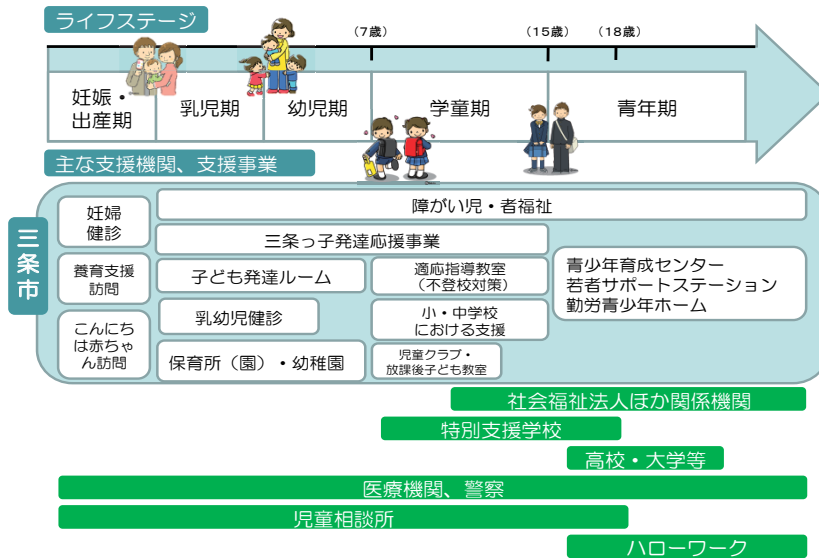 ライフステージ
（7歳）
（15歳）
（18歳）
妊娠・
出産期
乳児期
幼児期
学童期
青年期
主な支援機関、支援事業
三条市
妊婦
健診
養育支援
訪問
こんにち
は赤ちゃ
ん訪問
障がい児・者福祉
三条っ子発達応援事業
子ども発達ルーム
適応指導教室
（不登校対策）
乳幼児健診
小・中学校
における支援
保育所（園）・幼稚園
児童クラブ・
放課後子ども教室
青少年育成センター
若者サポートステーション
勤労青少年ホーム
社会福祉法人ほか関係機関
特別支援学校
高校・大学等
医療機関、警察
児童相談所
ハローワーク